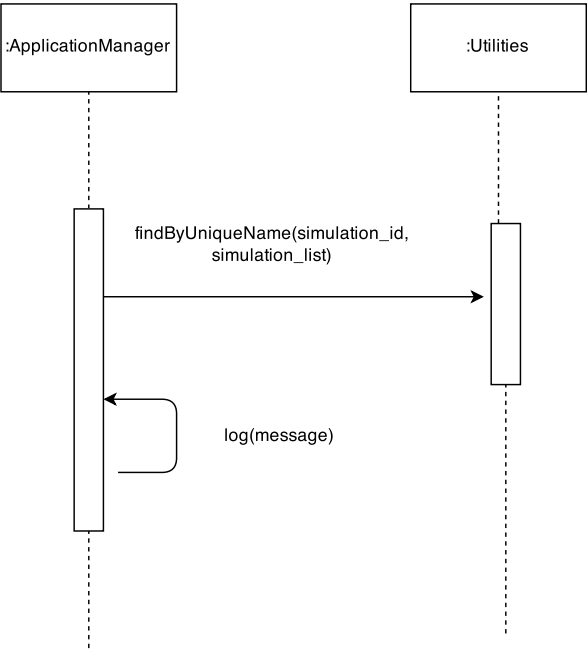 :ApplicationManager
:Utilities
findByUniqueName(simulation_id,
simulation_list)
log(message)